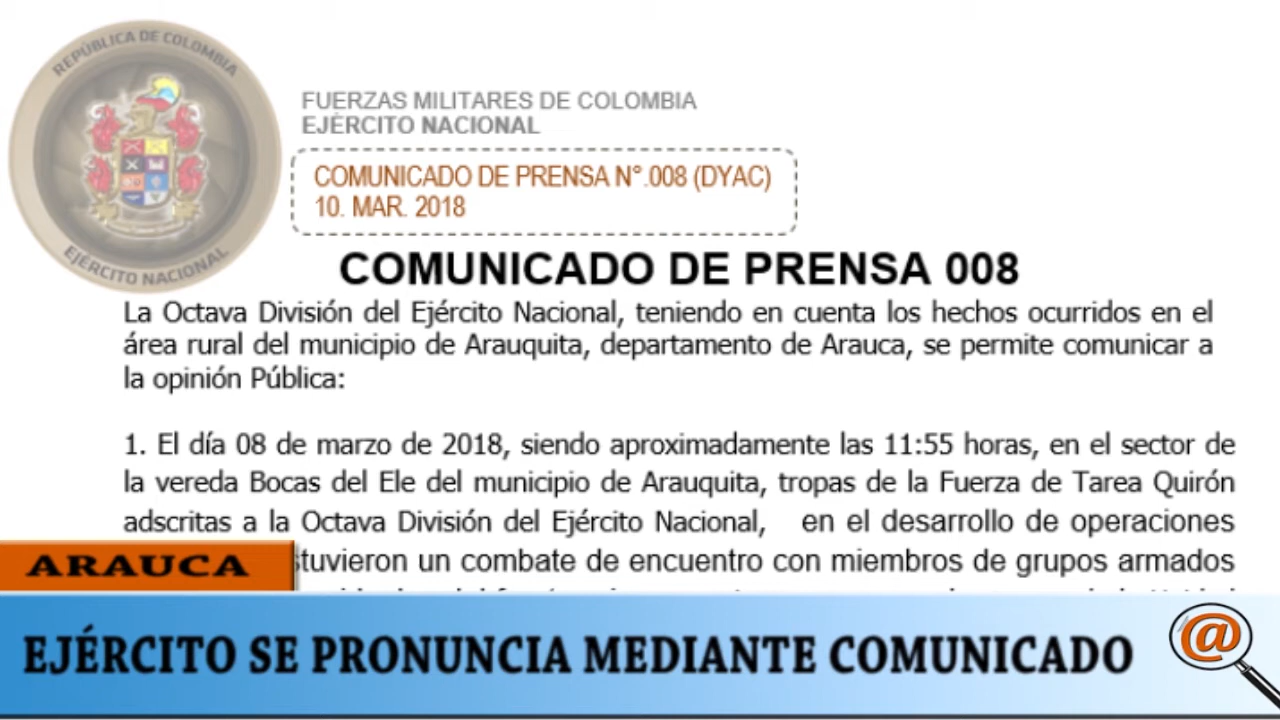 REPÚBLICA DE COLOMBIA
EJÉRCITO NACIONAL
FUERZAS MILITARES DE COLOMBIA
EJÉRCITO NACIONAL
COMUNICADO DE PRENSA N°.008 (DYAC)
10. MAR. 2018
COMUNICADO DE PRENSA 008
La Octava División del Ejército Nacional, teniendo en cuenta los hechos ocurridos en el
área rural del municipio de Arauquita, departamento de Arauca, se permite comunicar a
la opinión Pública:
1. El día 08 de marzo de 2018, siendo aproximadamente las 11:55 horas, en el sector de
la vereda Bocas del Ele del municipio de Arauquita, tropas de la Fuerza de Tarea Quirón
adscritas a la Octava División del Ejército Nacional, en el desarrollo de operaciones
stuvieron un combate de encuentro con miembros de grupos armados
ARAUCA
EJÉRCITO SE PRONUNCIA MEDIANTE COMUNICADO
@